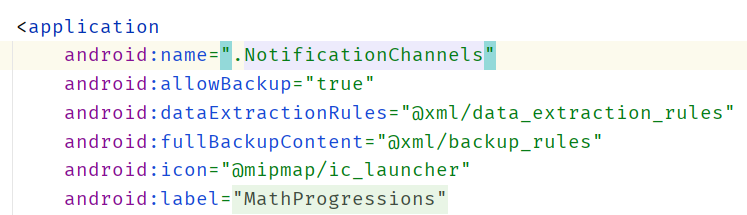 <application
android:name=".NotificationChannels"
android:allowBackup="true"
android:dataExtractionRules="@xml/data_extraction_rules"
android:fullBackupContent="@xml/backup_rules"
android:icon="@mipmap/ic_launcher"
android:label="MathProgressions"